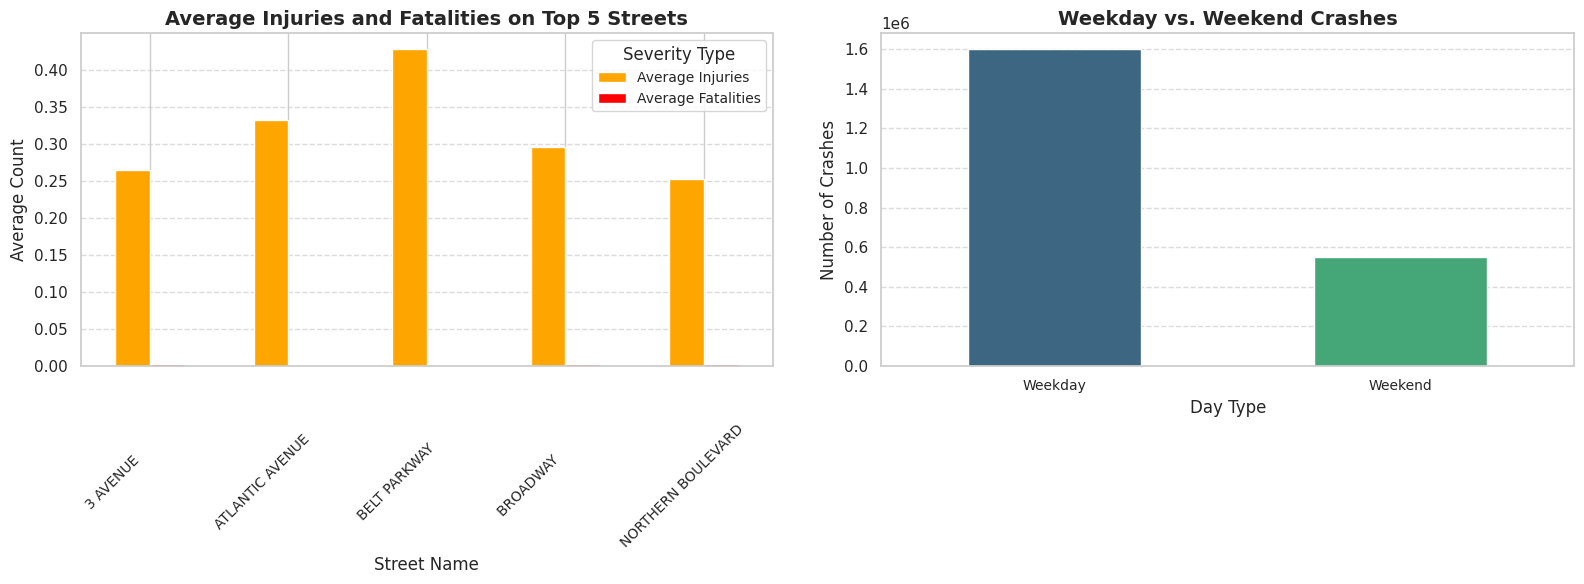 Average Injuries and Fatalities on Top 5 Streets
Average Count
0.40
0.35
0.30
0.25
0.20
0.15
0.10
0.05
0.00
Severity Type
Average Injuries
Average Fatalities
3 AVENUE
ATLANTIC AVENUE
BELT PARKWAY
BROADWAY
NORTHERN BOULEVARD
Street Name
Weekday vs. Weekend Crashes
1e6
Number of Crashes
1.6
1.4
1.2
1.0
0.8
0.6
0.4
0.2
0.0
Weekday
Weekend
Day Type